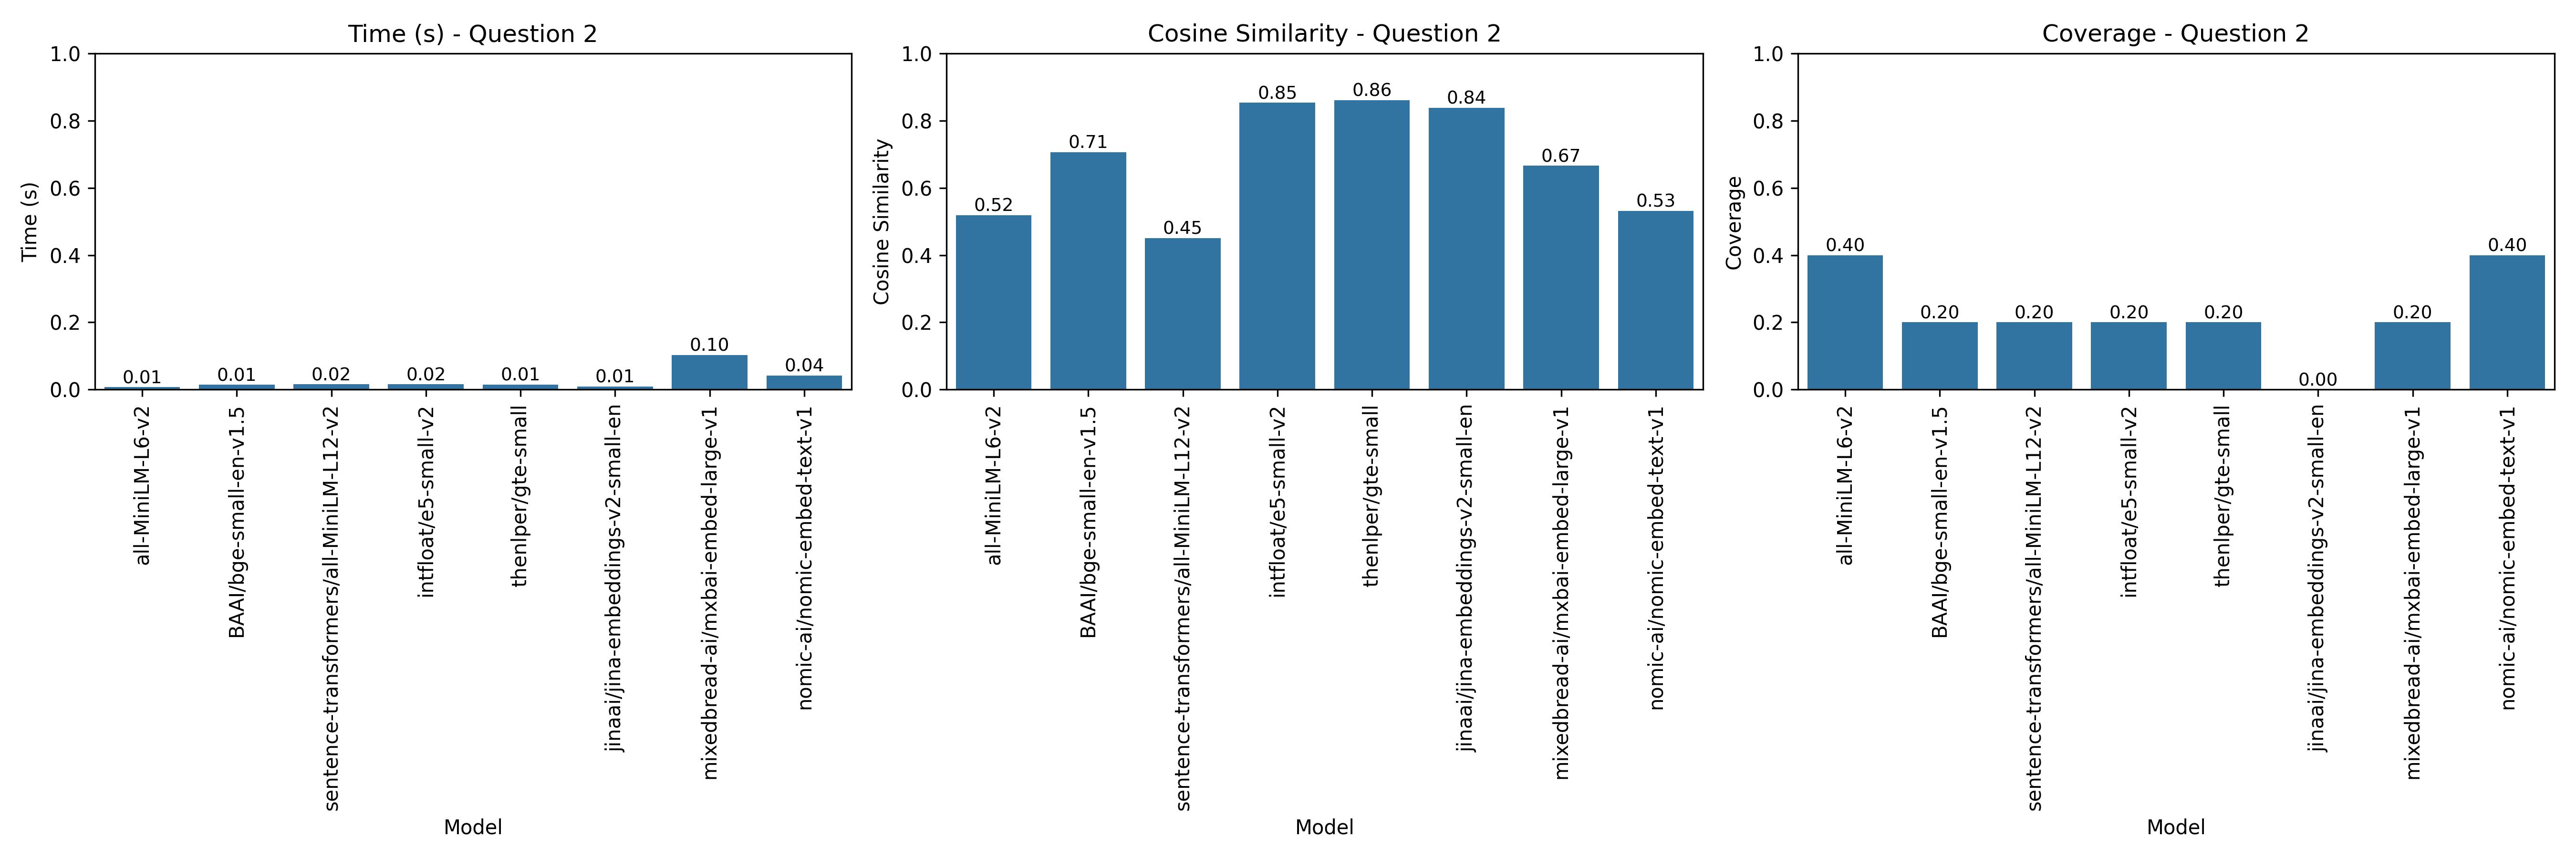 Time (s) - Question 2
Time (s)
1.0
0.8
0.6
0.4
0.2
0.0
0.01
0.01
0.02
0.02
0.01
0.01
0.10
0.04
all-MiniLM-L6-v2
BAAI/bge-small-en-v1.5
sentence-transformers/all-MiniLM-L12-v2
intfloat/e5-small-v2
thenlper/gte-small
jinaai/jina-embeddings-v2-small-en
mixedbread-ai/mxbai-embed-large-v1
nomic-ai/nomic-embed-text-v1
Model
Cosine Similarity - Question 2
Cosine Similarity
1.0
0.8
0.6
0.4
0.2
0.0
0.52
0.71
0.45
0.85
0.86
0.84
0.67
0.53
all-MiniLM-L6-v2
BAAI/bge-small-en-v1.5
sentence-transformers/all-MiniLM-L12-v2
intfloat/e5-small-v2
thenlper/gte-small
jinaai/jina-embeddings-v2-small-en
mixedbread-ai/mxbai-embed-large-v1
nomic-ai/nomic-embed-text-v1
Model
Coverage - Question 2
Coverage
1.0
0.8
0.6
0.4
0.2
0.0
0.40
0.20
0.20
0.20
0.20
0.00
0.20
0.40
all-MiniLM-L6-v2
BAAI/bge-small-en-v1.5
sentence-transformers/all-MiniLM-L12-v2
intfloat/e5-small-v2
thenlper/gte-small
jinaai/jina-embeddings-v2-small-en
mixedbread-ai/mxbai-embed-large-v1
nomic-ai/nomic-embed-text-v1
Model